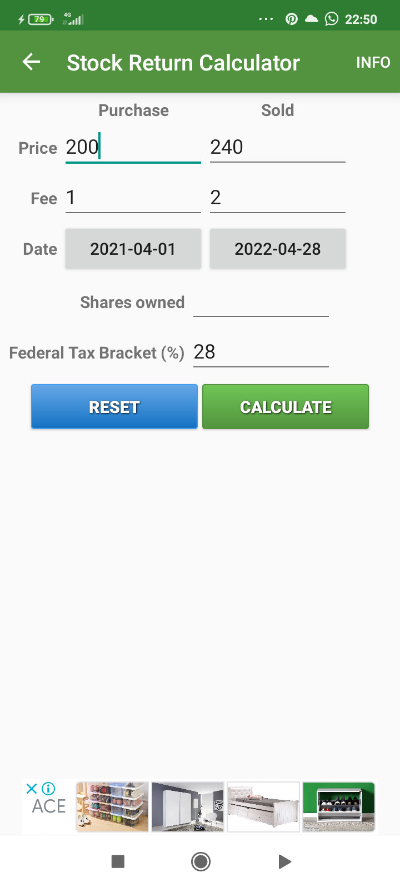 79 4G ... 22:50
Stock Return Calculator INFO
Purchase Sold
Price 200 240
Fee 1 2
Date 2021-04-01 2022-04-28
Shares owned
Federal Tax Bracket (%) 28
RESET CALCULATE
ACE